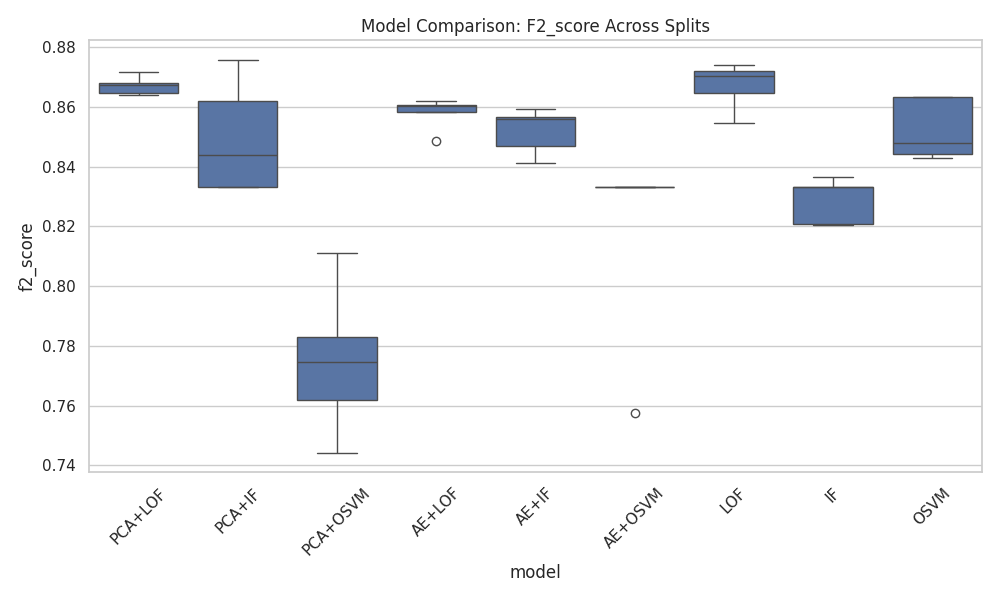 Model Comparison: F2_score Across Splits
f2_score
0.88
0.86
0.84
0.82
0.80
0.78
0.76
0.74
PCA+LOF
PCA+IF
PCA+OSVM
AE+LOF
AE+IF
AE+OSVM
LOF
IF
OSVM
model